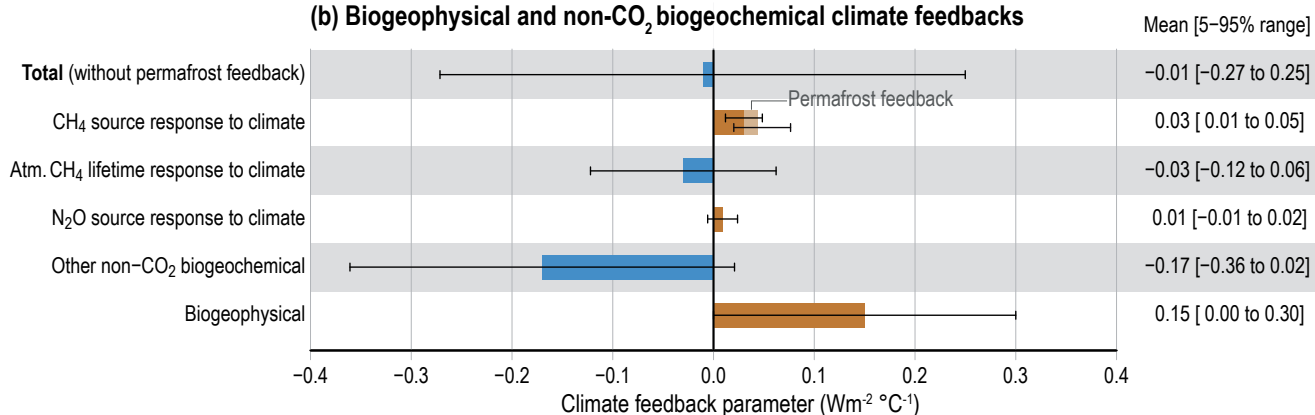 (b) Biogeophysical and non-CO₂ biogeochemical climate feedbacks
Mean [5–95% range]
Total (without permafrost feedback) −0.01 [−0.27 to 0.25]
Permafrost feedback
CH₄ source response to climate 0.03 [ 0.01 to 0.05]
Atm. CH₄ lifetime response to climate −0.03 [−0.12 to 0.06]
N₂O source response to climate 0.01 [−0.01 to 0.02]
Other non−CO₂ biogeochemical −0.17 [−0.36 to 0.02]
Biogeophysical 0.15 [ 0.00 to 0.30]
−0.4 −0.3 −0.2 −0.1 0.0 0.1 0.2 0.3 0.4
Climate feedback parameter (Wm⁻² °C⁻¹)